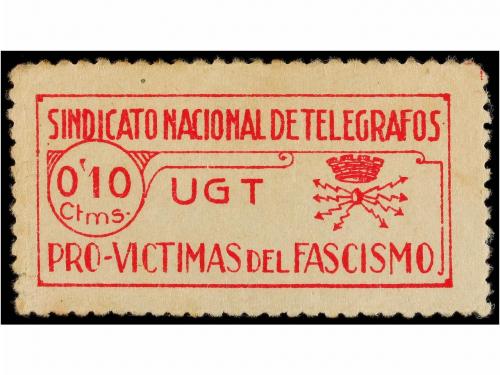 SINDICATO NACIONAL DE TELEGRAFOS
0'10
Ctms.
UGT
PRO-VICTIMAS DEL FASCISMO